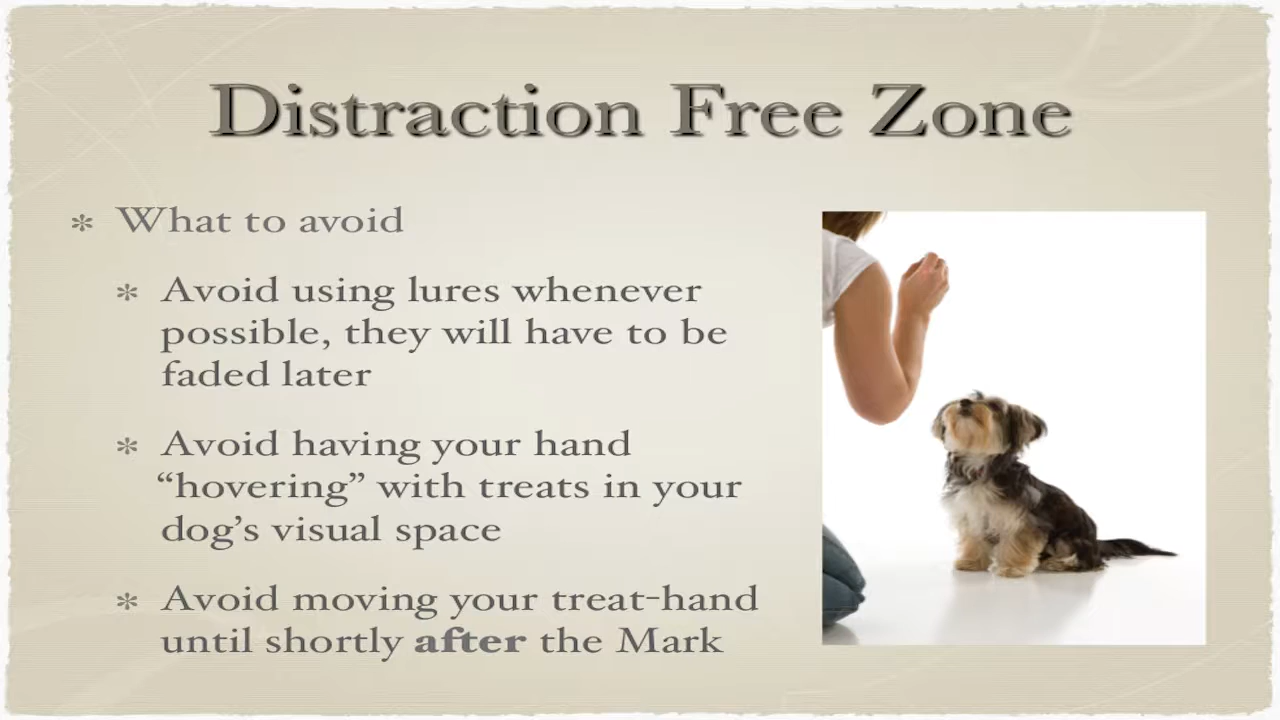 Distraction Free Zone
* What to avoid
* Avoid using lures whenever
possible, they will have to be
faded later
* Avoid having your hand
“hovering” with treats in your
dog’s visual space
* Avoid moving your treat-hand
until shortly after the Mark